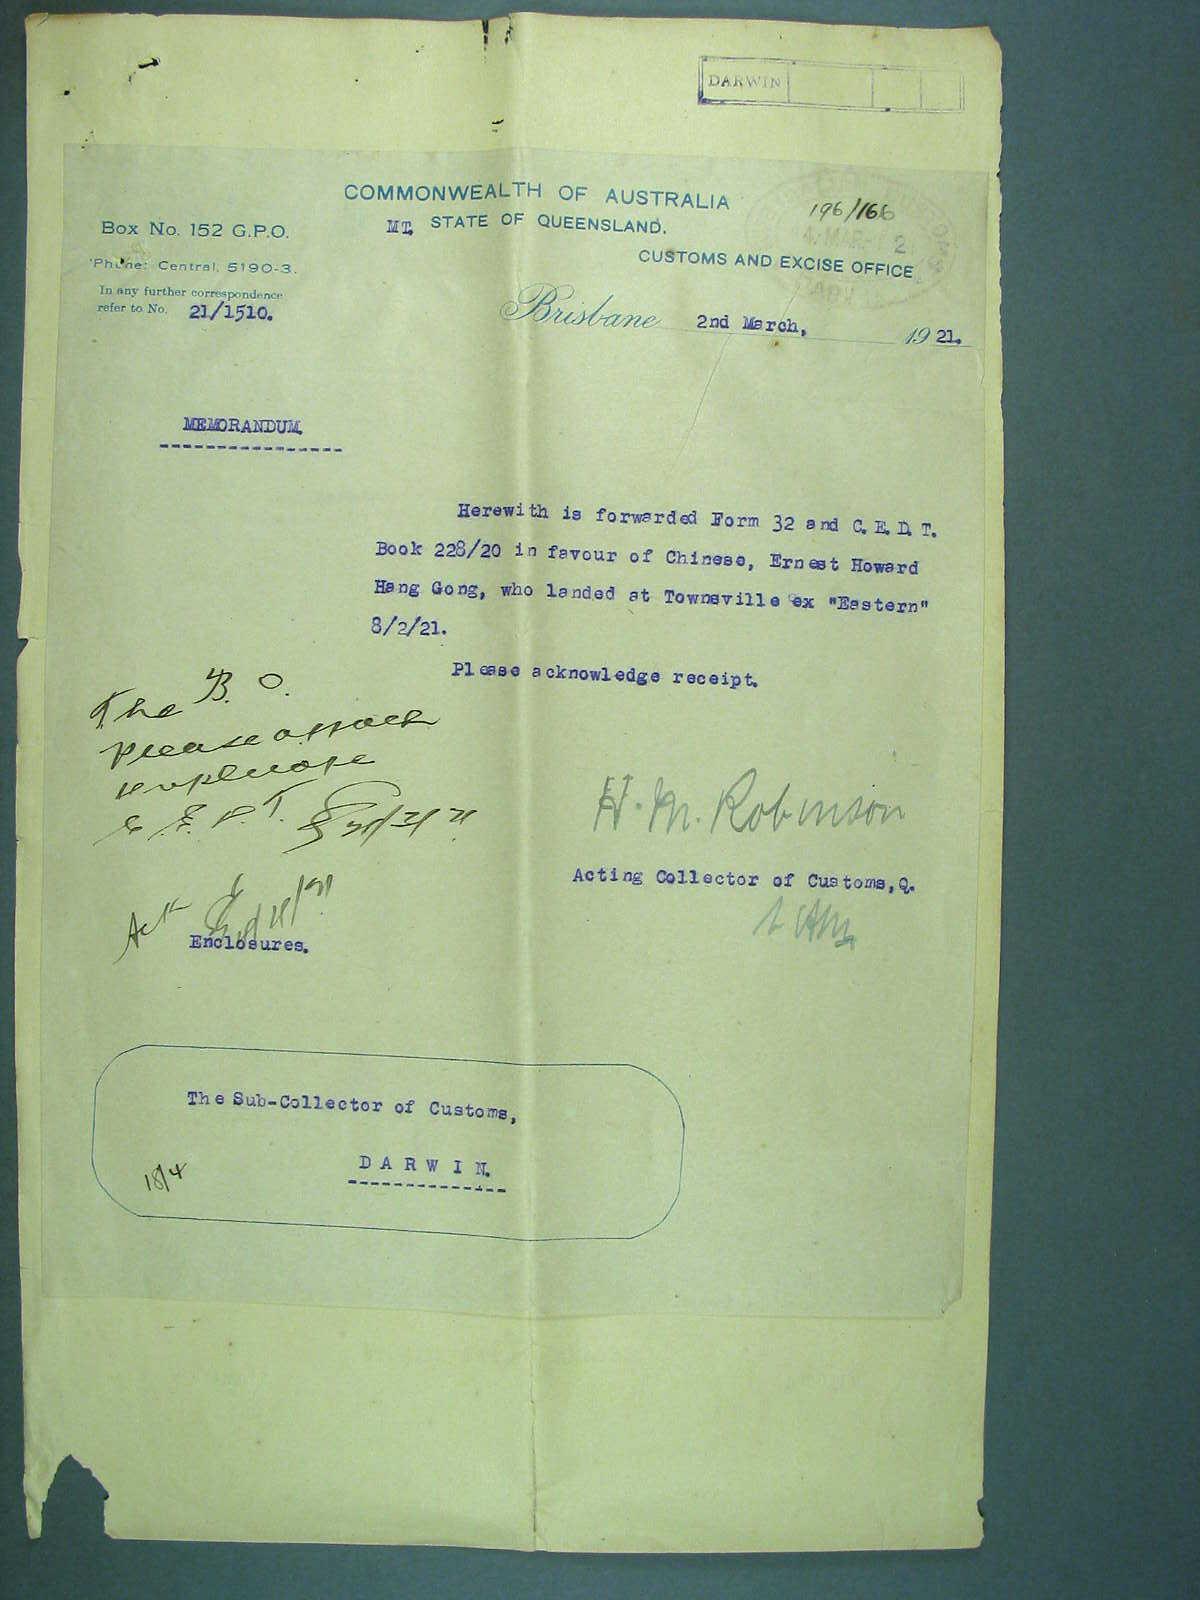 DARWIN
COMMONWEALTH OF AUSTRALIA
196/166
Box No. 152 G.P.O.
MT. STATE OF QUEENSLAND.
'Phone: Central, 5190-3.
CUSTOMS AND EXCISE OFFICE
In any further correspondence
refer to No. 21/1510.
Brisbane 2nd March, 1921.
MEMORANDUM.
Herewith is forwarded Form 32 and C.E.D.T.
Book 228/20 in favour of Chinese, Ernest Howard
Hang Gong, who landed at Townsville ex "Eastern"
8/2/21.
Please acknowledge receipt.
The B. O.
Please attach
duplicate
C E D T.
H. M. Robinson
Acting Collector of Customs,Q.
Enclosures.
The Sub-Collector of Customs,
DARWIN.
18/4